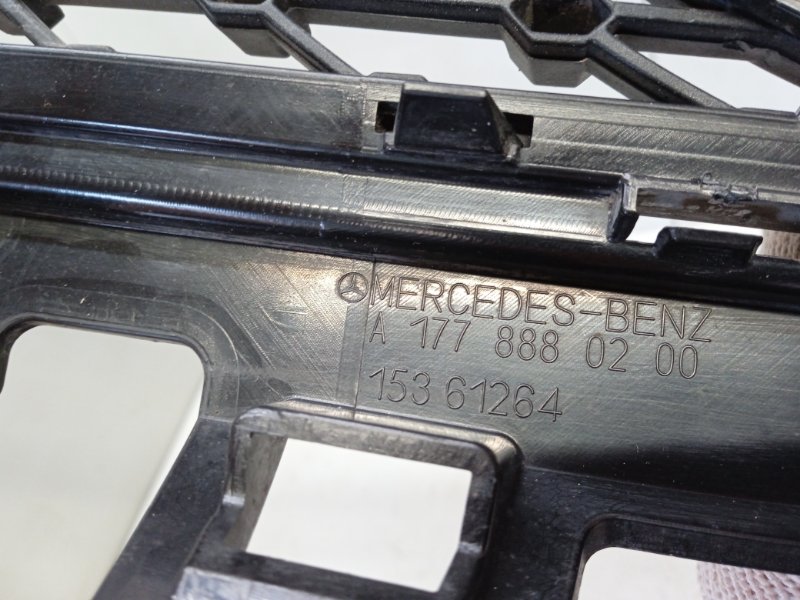 MERCEDES-BENZ
A 177 888 02 00
153 61264